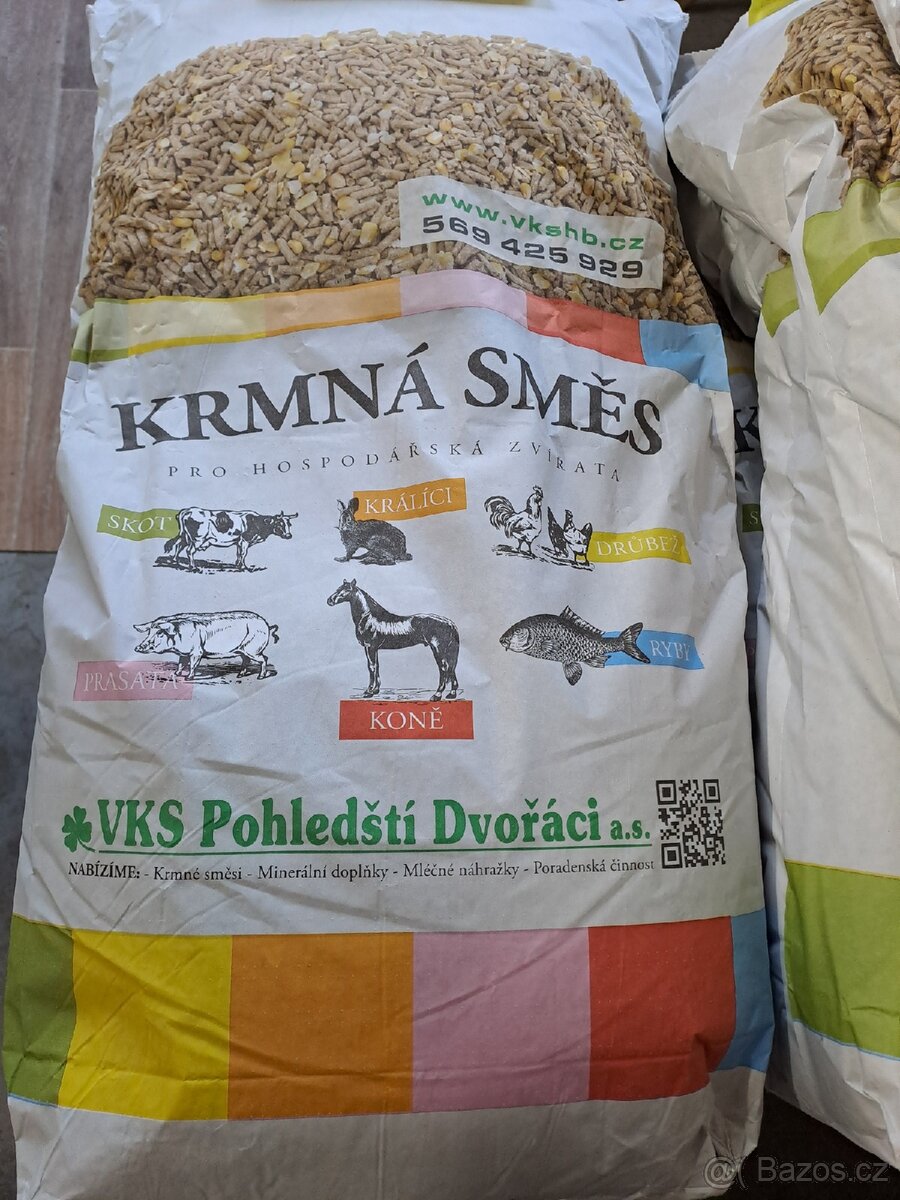 www.vkshb.cz
569 425 929
KRMNÁ SMĚS
PRO HOSPODÁŘSKÁ ZVÍŘATA
SKOT
KRÁLÍCI
DRŮBEŽ
PRASATA
KONĚ
RYBY
VKS Pohledští Dvořáci a.s.
NABÍZÍME: - Krmné směsi - Minerální doplňky - Mléčné náhražky - Poradenská činnost
K
S
@ Bazos.cz